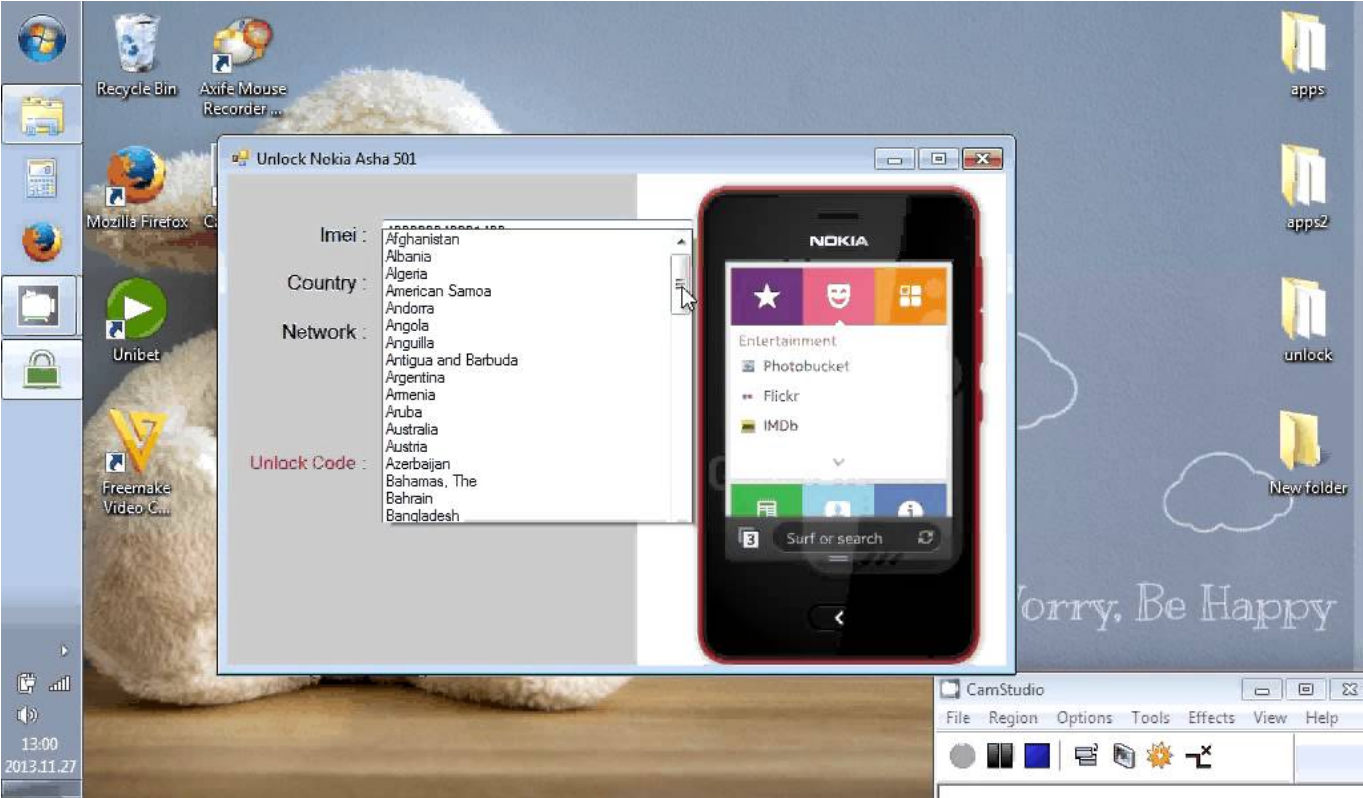 Recycle Bin
Axife Mouse
Recorder ...
apps
Unlock Nokia Asha 501
Mozilla Firefox
apps2
Imei :
Country :
Network :
Unlock Code :
Afghanistan
Albania
Algeria
American Samoa
Andorra
Angola
Anguilla
Antigua and Barbuda
Argentina
Armenia
Aruba
Australia
Austria
Azerbaijan
Bahamas, The
Bahrain
Bangladesh
NOKIA
Entertainment
Photobucket
Flickr
IMDb
3
Surf or search
Unibet
unlock
Freemake
Video C...
New folder
orry, Be Happy
CamStudio
File Region Options Tools Effects View Help
13:00
2013.11.27